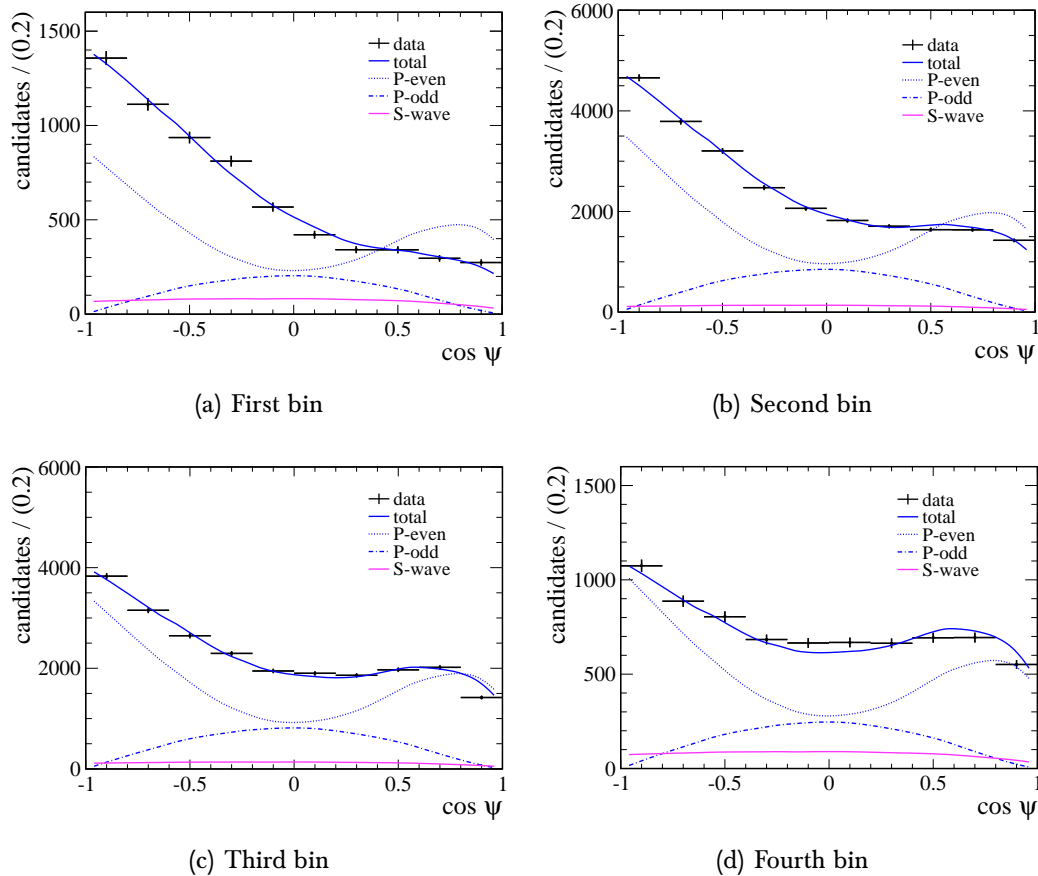 candidates / (0.2)
1500
1000
500
0
-1 -0.5 0 0.5 1
cos ψ
data
total
P-even
P-odd
S-wave
(a) First bin
candidates / (0.2)
6000
4000
2000
0
-1 -0.5 0 0.5 1
cos ψ
data
total
P-even
P-odd
S-wave
(b) Second bin
candidates / (0.2)
6000
4000
2000
0
-1 -0.5 0 0.5 1
cos ψ
data
total
P-even
P-odd
S-wave
(c) Third bin
candidates / (0.2)
1500
1000
500
0
-1 -0.5 0 0.5 1
cos ψ
data
total
P-even
P-odd
S-wave
(d) Fourth bin